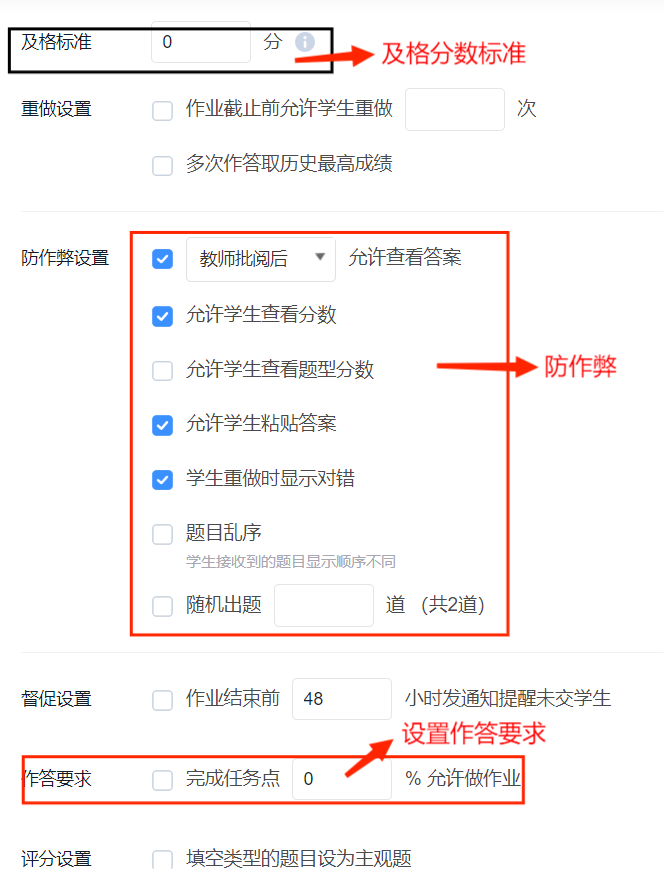 及格标准 0 分 i
及格分数标准
重做设置 作业截止前允许学生重做 次
多次作答取历史最高成绩
防作弊设置 教师批阅后 允许查看答案
允许学生查看分数
允许学生查看题型分数
防作弊
允许学生粘贴答案
学生重做时显示对错
题目乱序
学生接收到的题目显示顺序不同
随机出题 道 (共2道)
督促设置 作业结束前 48 小时发通知提醒未交学生
设置作答要求
作答要求 完成任务点 0 % 允许做作业
评分设置 填空类型的题目设为主观题